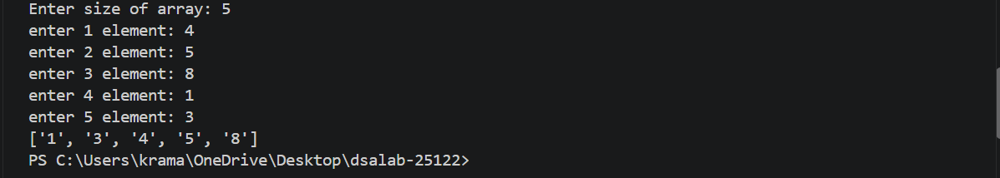 Enter size of array: 5
enter 1 element: 4
enter 2 element: 5
enter 3 element: 8
enter 4 element: 1
enter 5 element: 3
['1', '3', '4', '5', '8']
PS C:\Users\krama\OneDrive\Desktop\dsalab-25122>